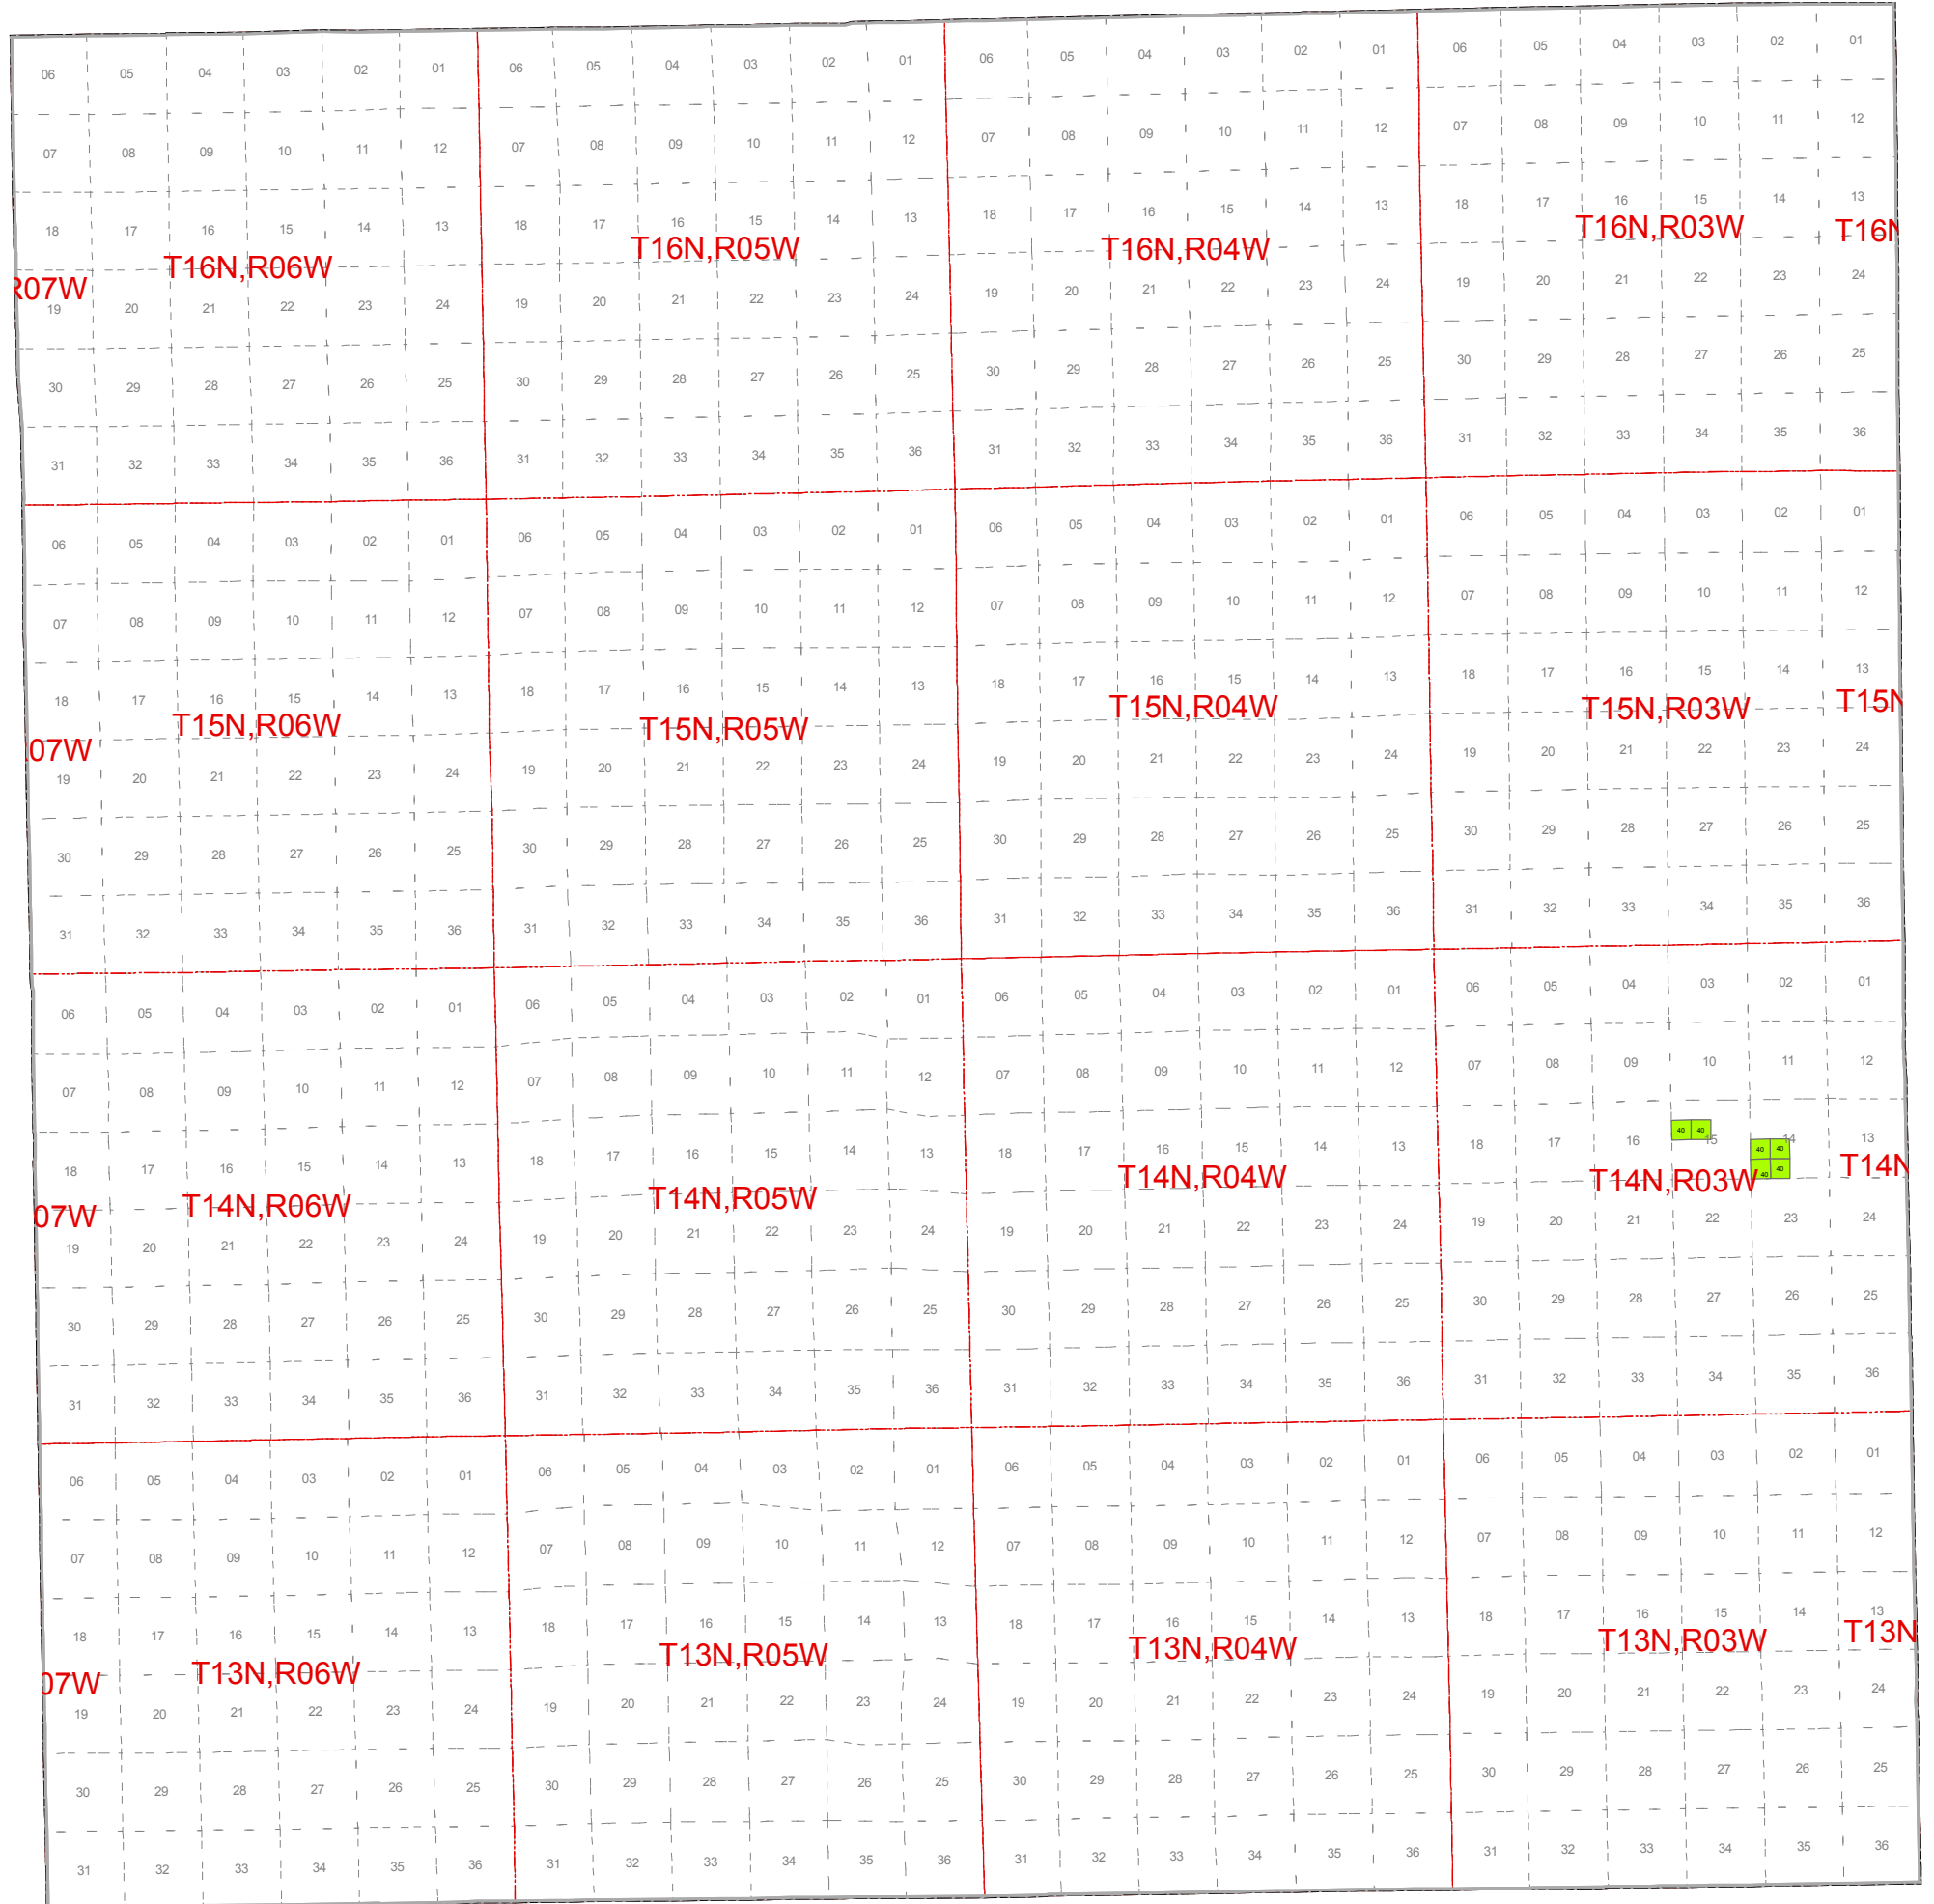 06 05 04 03 02 01 06 05 04 03 02 01 06 05 04 03 02 01 06 05 04 03 02 01
07 08 09 10 11 12 07 08 09 10 11 12 07 08 09 10 11 12 07 08 09 10 11 12
18 17 16 15 14 13 18 17 16 15 14 13 18 17 16 15 14 13 18 17 16 15 14 13
R07W T16N,R06W T16N,R05W T16N,R04W T16N,R03W T16N
19 20 21 22 23 24 19 20 21 22 23 24 19 20 21 22 23 24 19 20 21 22 23 24
30 29 28 27 26 25 30 29 28 27 26 25 30 29 28 27 26 25 30 29 28 27 26 25
31 32 33 34 35 36 31 32 33 34 35 36 31 32 33 34 35 36 31 32 33 34 35 36
06 05 04 03 02 01 06 05 04 03 02 01 06 05 04 03 02 01 06 05 04 03 02 01
07 08 09 10 11 12 07 08 09 10 11 12 07 08 09 10 11 12 07 08 09 10 11 12
18 17 16 15 14 13 18 17 16 15 14 13 18 17 16 15 14 13 18 17 16 15 14 13
07W T15N,R06W T15N,R05W T15N,R04W T15N,R03W T15N
19 20 21 22 23 24 19 20 21 22 23 24 19 20 21 22 23 24 19 20 21 22 23 24
30 29 28 27 26 25 30 29 28 27 26 25 30 29 28 27 26 25 30 29 28 27 26 25
31 32 33 34 35 36 31 32 33 34 35 36 31 32 33 34 35 36 31 32 33 34 35 36
06 05 04 03 02 01 06 05 04 03 02 01 06 05 04 03 02 01 06 05 04 03 02 01
07 08 09 10 11 12 07 08 09 10 11 12 07 08 09 10 11 12 07 08 09 10 11 12
40 40
18 17 16 15 14 13 18 17 16 15 14 13 18 17 16 15 14 13 18 17 16 15 14 13
40 40
40 40
07W T14N,R06W T14N,R05W T14N,R04W T14N,R03W T14N
19 20 21 22 23 24 19 20 21 22 23 24 19 20 21 22 23 24 19 20 21 22 23 24
30 29 28 27 26 25 30 29 28 27 26 25 30 29 28 27 26 25 30 29 28 27 26 25
31 32 33 34 35 36 31 32 33 34 35 36 31 32 33 34 35 36 31 32 33 34 35 36
06 05 04 03 02 01 06 05 04 03 02 01 06 05 04 03 02 01 06 05 04 03 02 01
07 08 09 10 11 12 07 08 09 10 11 12 07 08 09 10 11 12 07 08 09 10 11 12
18 17 16 15 14 13 18 17 16 15 14 13 18 17 16 15 14 13 18 17 16 15 14 13
07W T13N,R06W T13N,R05W T13N,R04W T13N,R03W T13N
19 20 21 22 23 24 19 20 21 22 23 24 19 20 21 22 23 24 19 20 21 22 23 24
30 29 28 27 26 25 30 29 28 27 26 25 30 29 28 27 26 25 30 29 28 27 26 25
31 32 33 34 35 36 31 32 33 34 35 36 31 32 33 34 35 36 31 32 33 34 35 36